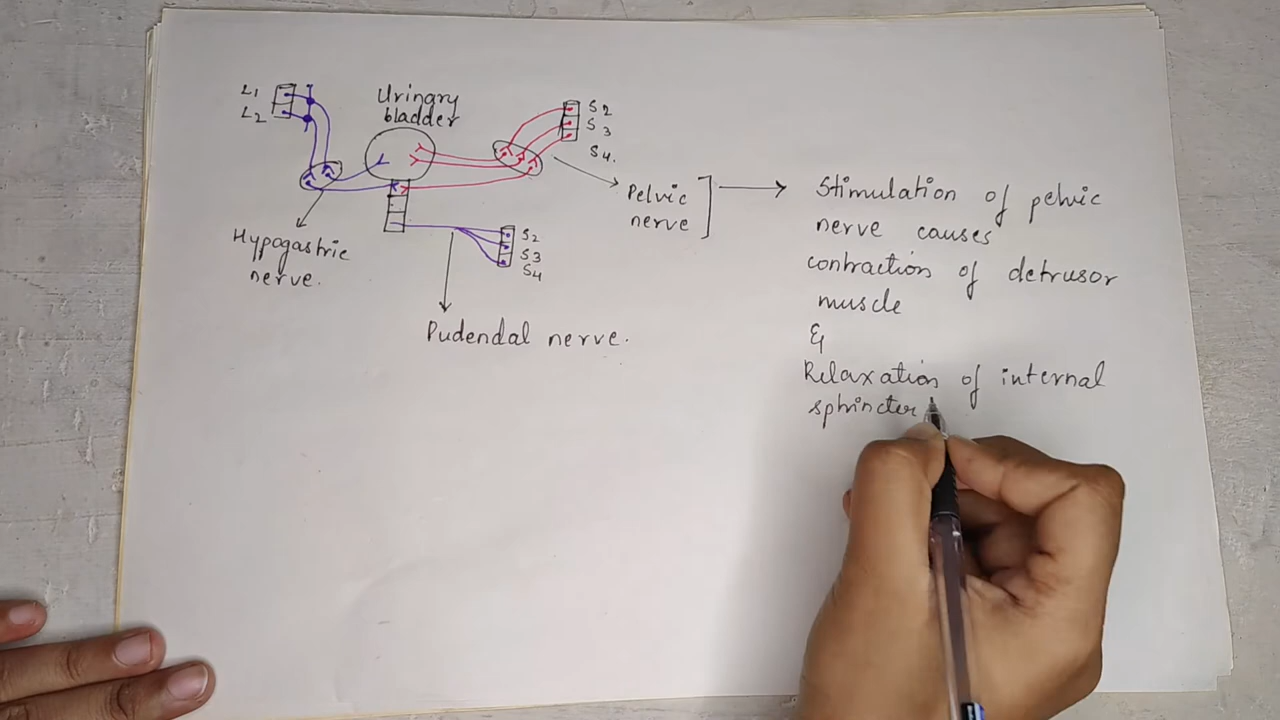 L1
L2
Uringry
bladder
S2
S3
S4.
Pelvic
nerve
Hypogastric
nerve.
S2
S3
S4
Pudendal nerve.
Stimulation of pelvic
nerve causes
contraction of detrusor
muscle
&
Relaxation of internal
sphincter